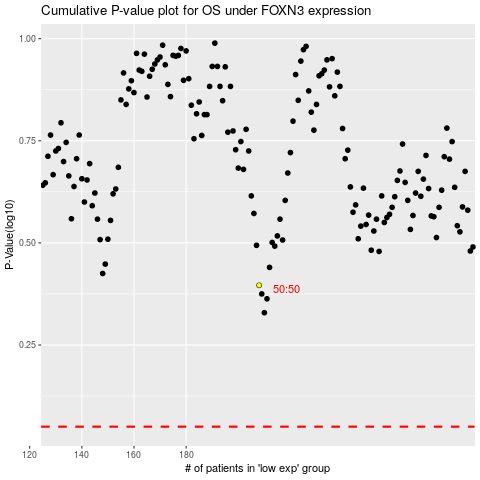 Cumulative P-value plot for OS under FOXN3 expression
P-Value(log10)
1.00
0.75
0.50
0.25
50:50
120 140 160 180
# of patients in 'low exp' group